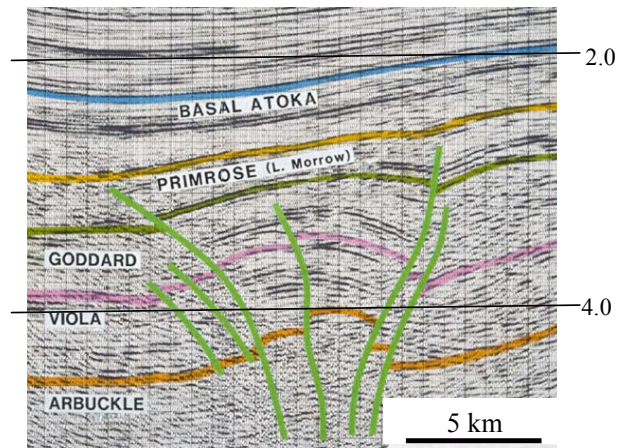 2.0
BASAL ATOKA
PRIMROSE (L. Morrow)
GODDARD
4.0
VIOLA
ARBUCKLE
5 km